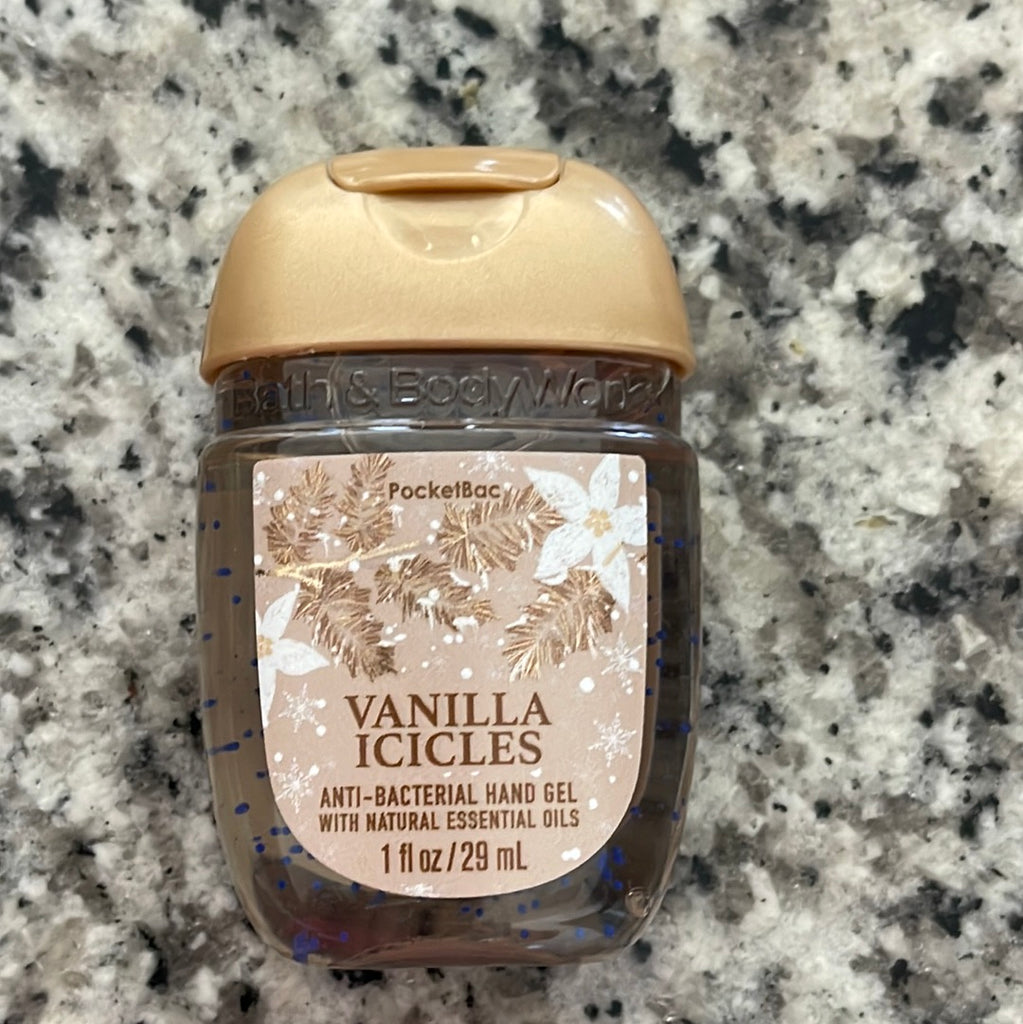 Bath & Body Works
PocketBac
VANILLA
ICICLES
ANTI-BACTERIAL HAND GEL
WITH NATURAL ESSENTIAL OILS
1 fl oz / 29 mL